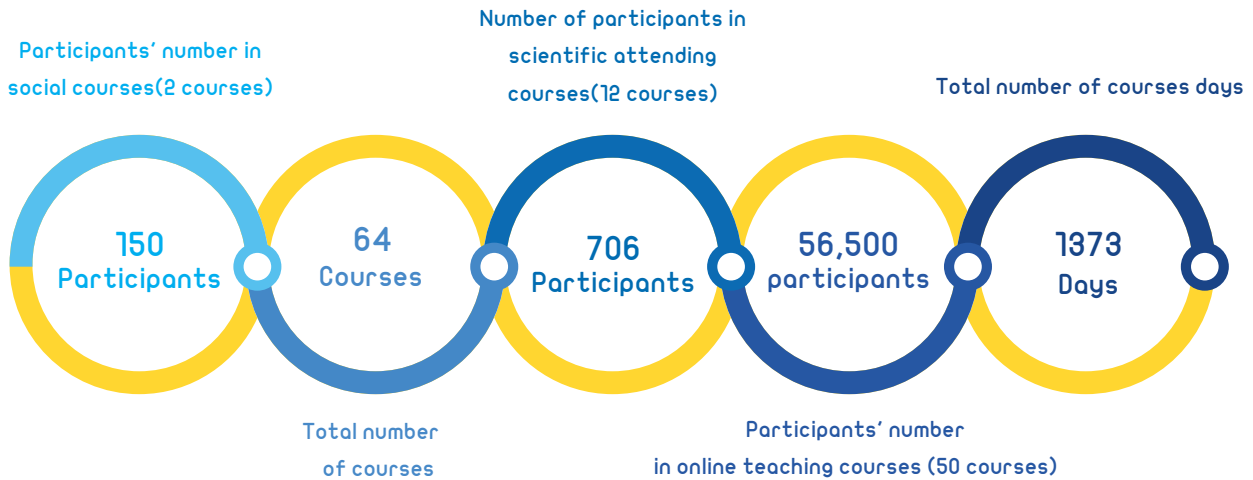 Participants' number in
social courses(2 courses)
150
Participants
64
Courses
Total number
of courses
Number of participants in
scientific attending
courses(12 courses)
706
Participants
56,500
participants
Participants' number
in online teaching courses (50 courses)
Total number of courses days
1373
Days